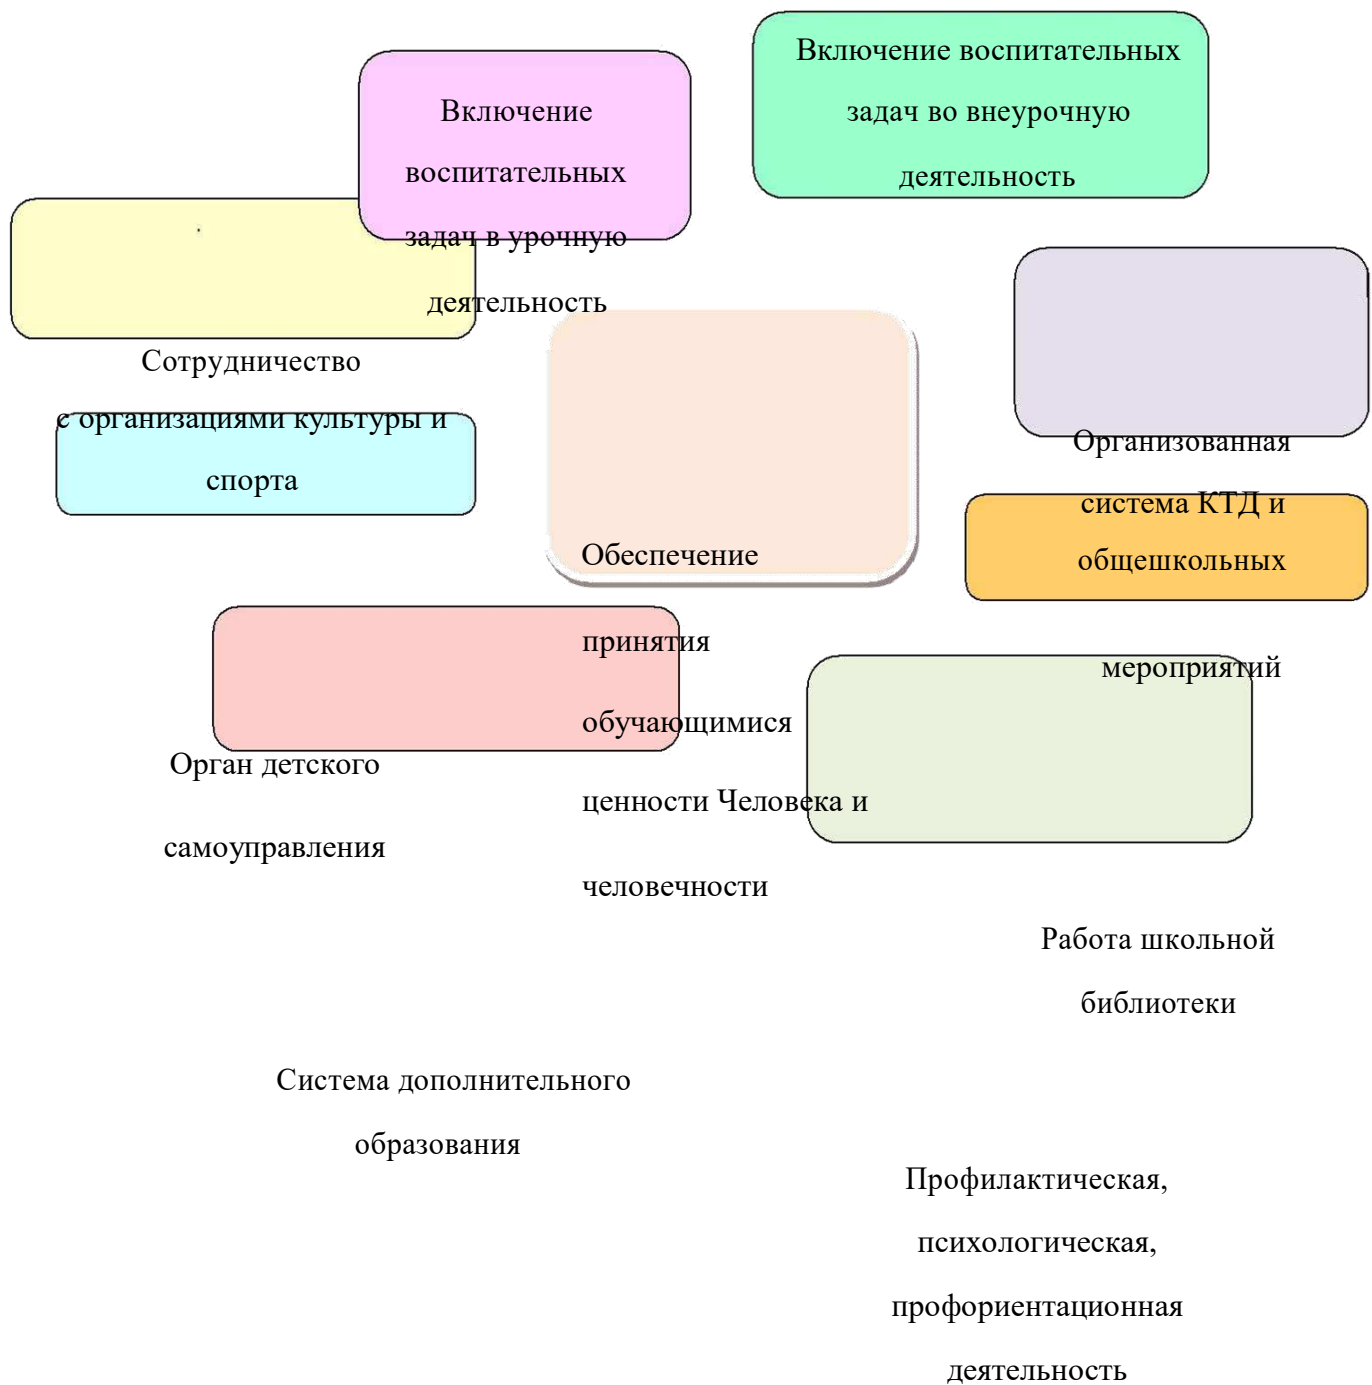 Включение воспитательных
задач во внеурочную
деятельность
Включение
воспитательных
задач в урочную
деятельность
Сотрудничество
с организациями культуры и
спорта
Организованная
система КТД и
общешкольных
мероприятий
Обеспечение
принятия
обучающимися
ценности Человека и
человечности
Орган детского
самоуправления
Работа школьной
библиотеки
Система дополнительного
образования
Профилактическая,
психологическая,
профориентационная
деятельность